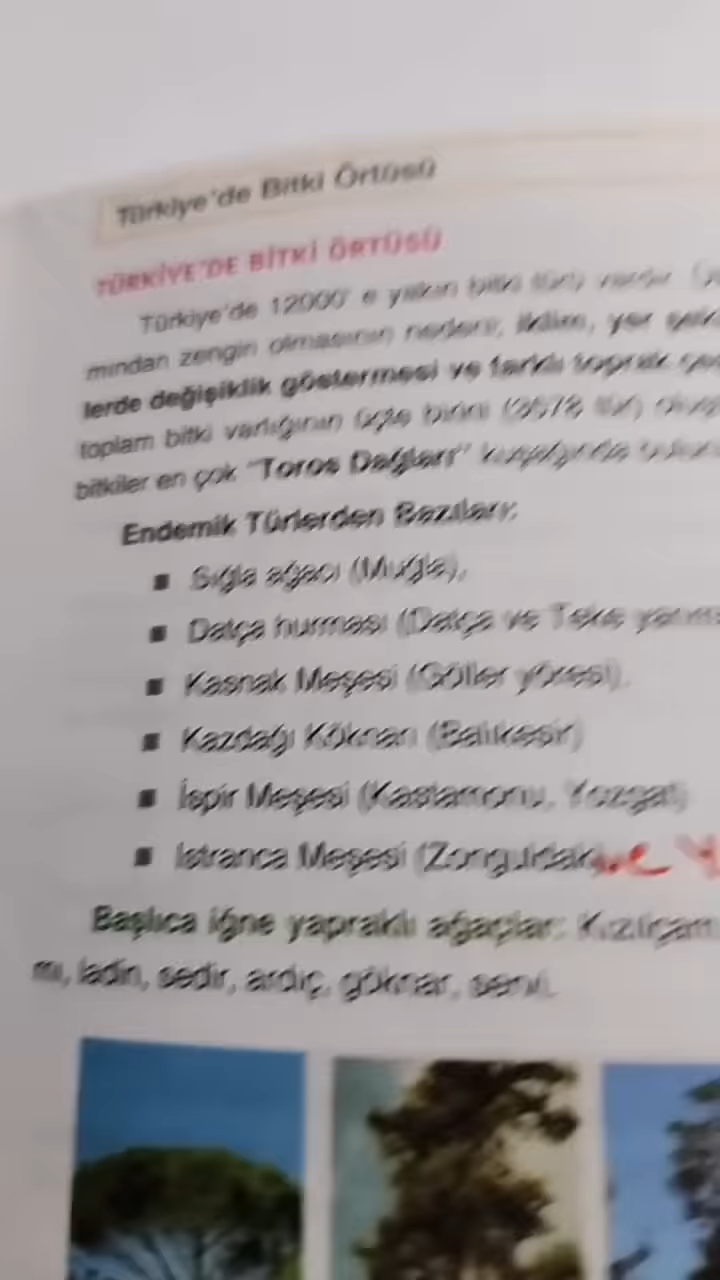 Türkiye'de Bitki Örtüsü
TÜRKİYE'DE BİTKİ ÖRTÜSÜ
Türkiye'de 12000' e yakın bitki türü vardır.
mından zengin olmasının nedeni; iklim, yer şekil
lerde değişiklik göstermesi ve farklı toprak
toplam bitki varlığının üçte birini (3578 tür)
bitkiler en çok "Toros Dağları" kuşağında
Endemik Türlerden Bazıları;
■ Sığla ağacı (Muğla),
■ Datça hurması (Datça ve Teke yarım
■ Kasnak Meşesi (Göller yöresi),
■ Kazdağı Köknarı (Balıkesir)
■ İspir Meşesi (Kastamonu, Yozgat)
■ Istranca Meşesi (Zonguldak)
Başlıca iğne yapraklı ağaçlar: Kızılçam
mı, ladin, sedir, ardıç, göknar, servi.